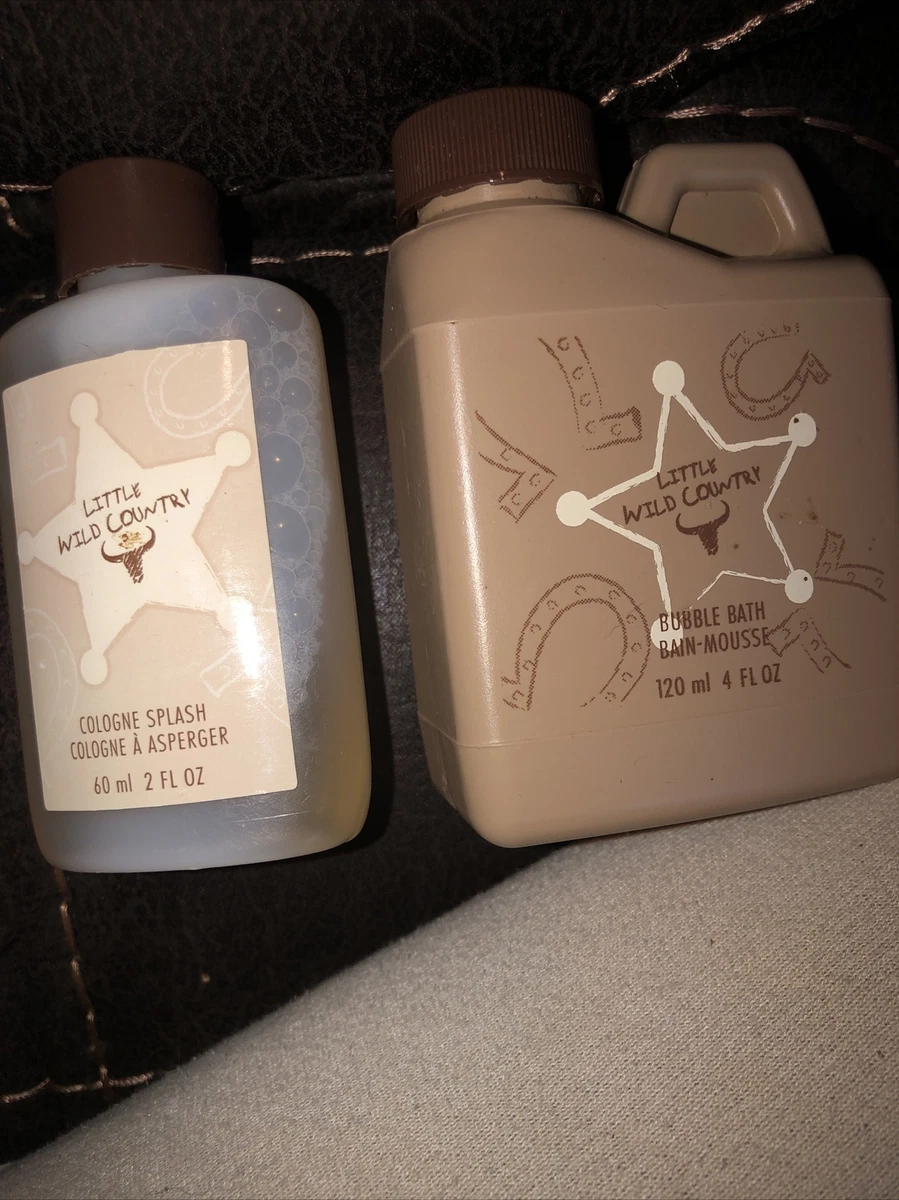 LITTLE
WILD COUNTRY
COLOGNE SPLASH
COLOGNE À ASPERGER
60 ml 2 FL OZ
LITTLE
WILD COUNTRY
BUBBLE BATH
BAIN-MOUSSE
120 ml 4 FL OZ